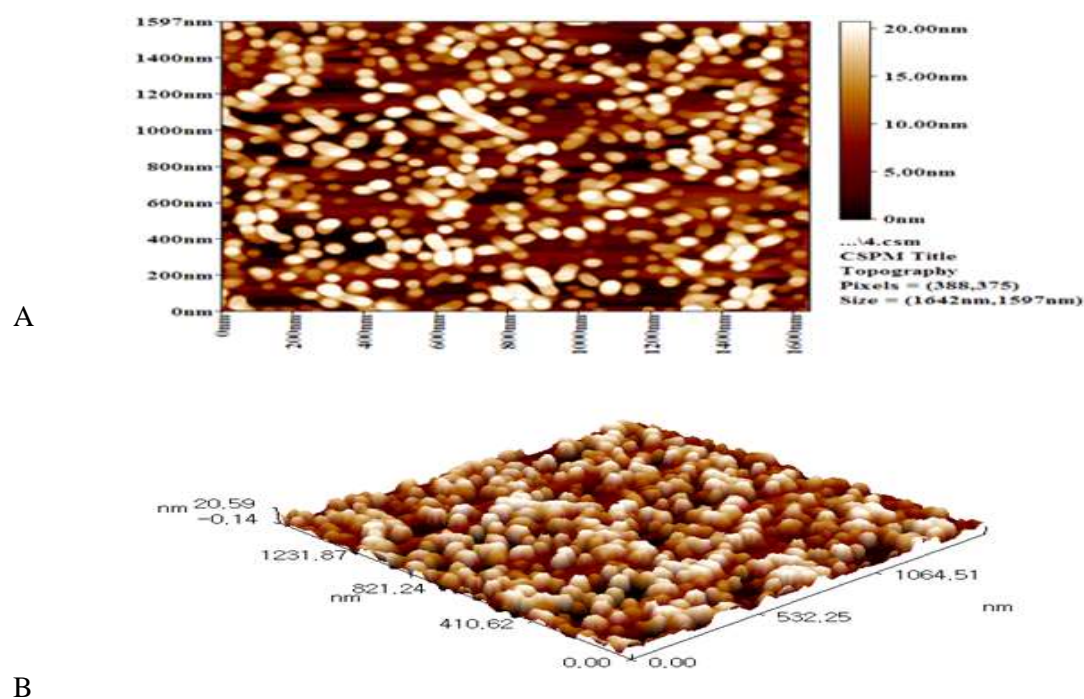 1597nm
1400nm
1200nm
1000nm
800nm
600nm
400nm
200nm
0nm
0nm
200nm
400nm
600nm
800nm
1000nm
1200nm
1400nm
1600nm
20.00nm
15.00nm
10.00nm
5.00nm
0nm
...\4.csm
CSPM Title
Topography
Pixels = (388,375)
Size = (1642nm,1597nm)
A
nm 20.59
-0.14
1231.87
821.24
nm
410.62
0.00
0.00
532.25
1064.51
nm
B